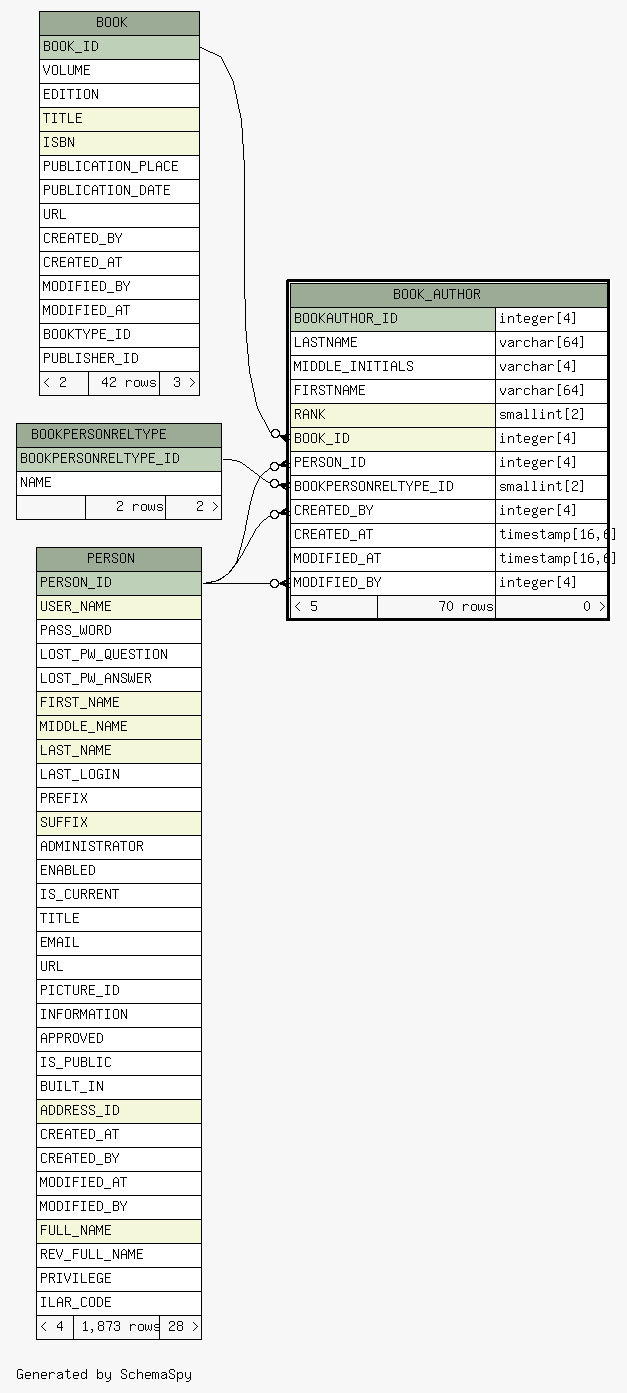 BOOK
BOOK_ID
VOLUME
EDITION
TITLE
ISBN
PUBLICATION_PLACE
PUBLICATION_DATE
URL
CREATED_BY
CREATED_AT
MODIFIED_BY
MODIFIED_AT
BOOKTYPE_ID
PUBLISHER_ID
< 2 42 rows 3 >
BOOK_AUTHOR
BOOKAUTHOR_ID integer[4]
LASTNAME varchar[64]
MIDDLE_INITIALS varchar[4]
FIRSTNAME varchar[64]
RANK smallint[2]
BOOK_ID integer[4]
PERSON_ID integer[4]
BOOKPERSONRELTYPE_ID smallint[2]
CREATED_BY integer[4]
CREATED_AT timestamp[16,6]
MODIFIED_AT timestamp[16,6]
MODIFIED_BY integer[4]
< 5 70 rows 0 >
BOOKPERSONRELTYPE
BOOKPERSONRELTYPE_ID
NAME
2 rows 2 >
PERSON
PERSON_ID
USER_NAME
PASS_WORD
LOST_PW_QUESTION
LOST_PW_ANSWER
FIRST_NAME
MIDDLE_NAME
LAST_NAME
LAST_LOGIN
PREFIX
SUFFIX
ADMINISTRATOR
ENABLED
IS_CURRENT
TITLE
EMAIL
URL
PICTURE_ID
INFORMATION
APPROVED
IS_PUBLIC
BUILT_IN
ADDRESS_ID
CREATED_AT
CREATED_BY
MODIFIED_AT
MODIFIED_BY
FULL_NAME
REV_FULL_NAME
PRIVILEGE
ILAR_CODE
< 4 1,873 rows 28 >
Generated by SchemaSpy